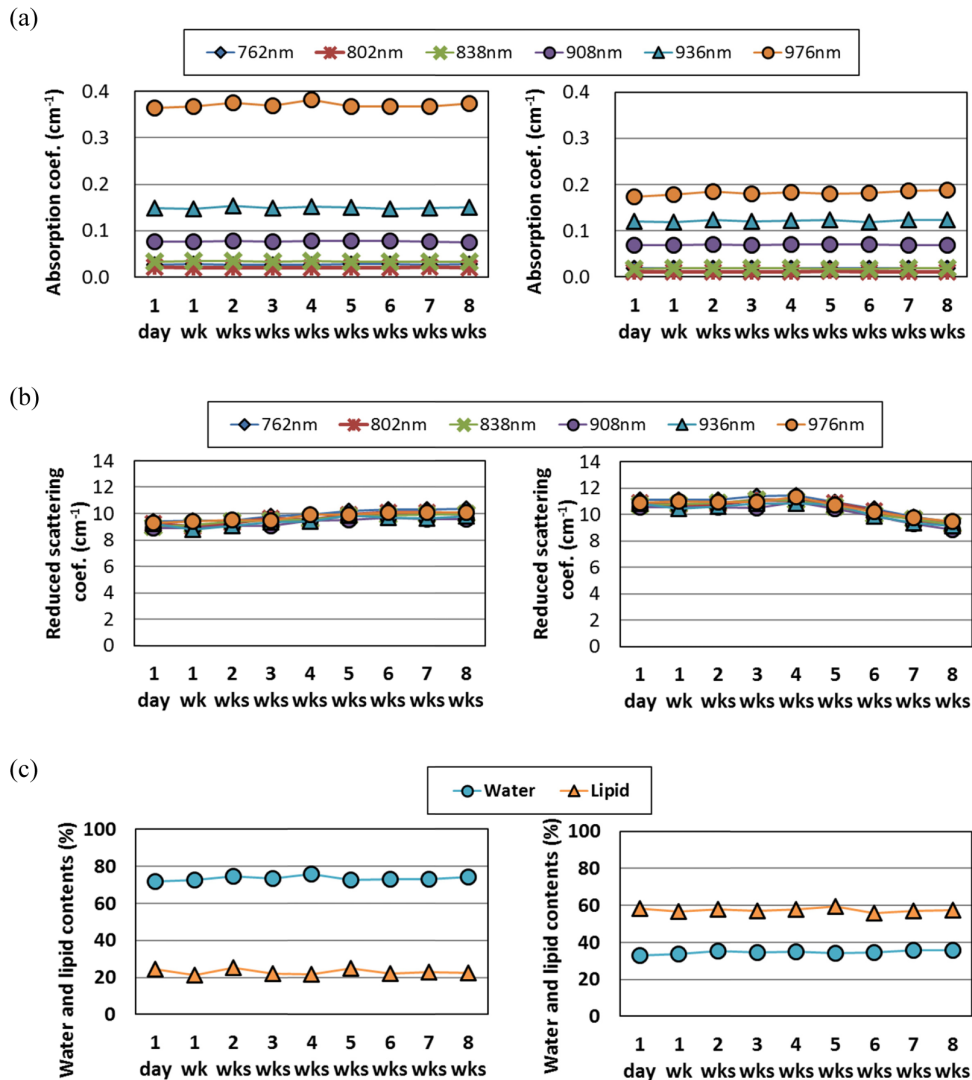 (a)
762nm 802nm 838nm 908nm 936nm 976nm
Absorption coef. (cm⁻¹)
0.4
0.3
0.2
0.1
0.0
1 1 2 3 4 5 6 7 8
day wk wks wks wks wks wks wks wks
Absorption coef. (cm⁻¹)
0.4
0.3
0.2
0.1
0.0
1 1 2 3 4 5 6 7 8
day wk wks wks wks wks wks wks wks
(b)
762nm 802nm 838nm 908nm 936nm 976nm
Reduced scattering
coef. (cm⁻¹)
14
12
10
8
6
4
2
0
1 1 2 3 4 5 6 7 8
day wk wks wks wks wks wks wks wks
Reduced scattering
coef. (cm⁻¹)
14
12
10
8
6
4
2
0
1 1 2 3 4 5 6 7 8
day wk wks wks wks wks wks wks wks
(c)
Water Lipid
Water and lipid contents (%)
100
80
60
40
20
0
1 1 2 3 4 5 6 7 8
day wk wks wks wks wks wks wks wks
Water and lipid contents (%)
100
80
60
40
20
0
1 1 2 3 4 5 6 7 8
day wk wks wks wks wks wks wks wks